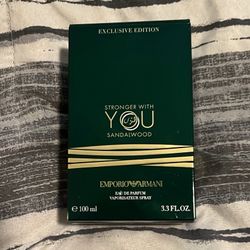 EXCLUSIVE EDITION
STRONGER WITH
YOU
SANDALWOOD
EMPORIO ARMANI
EAU DE PARFUM
VAPORISATEUR SPRAY
e 100 ml 3.3 FL.OZ.